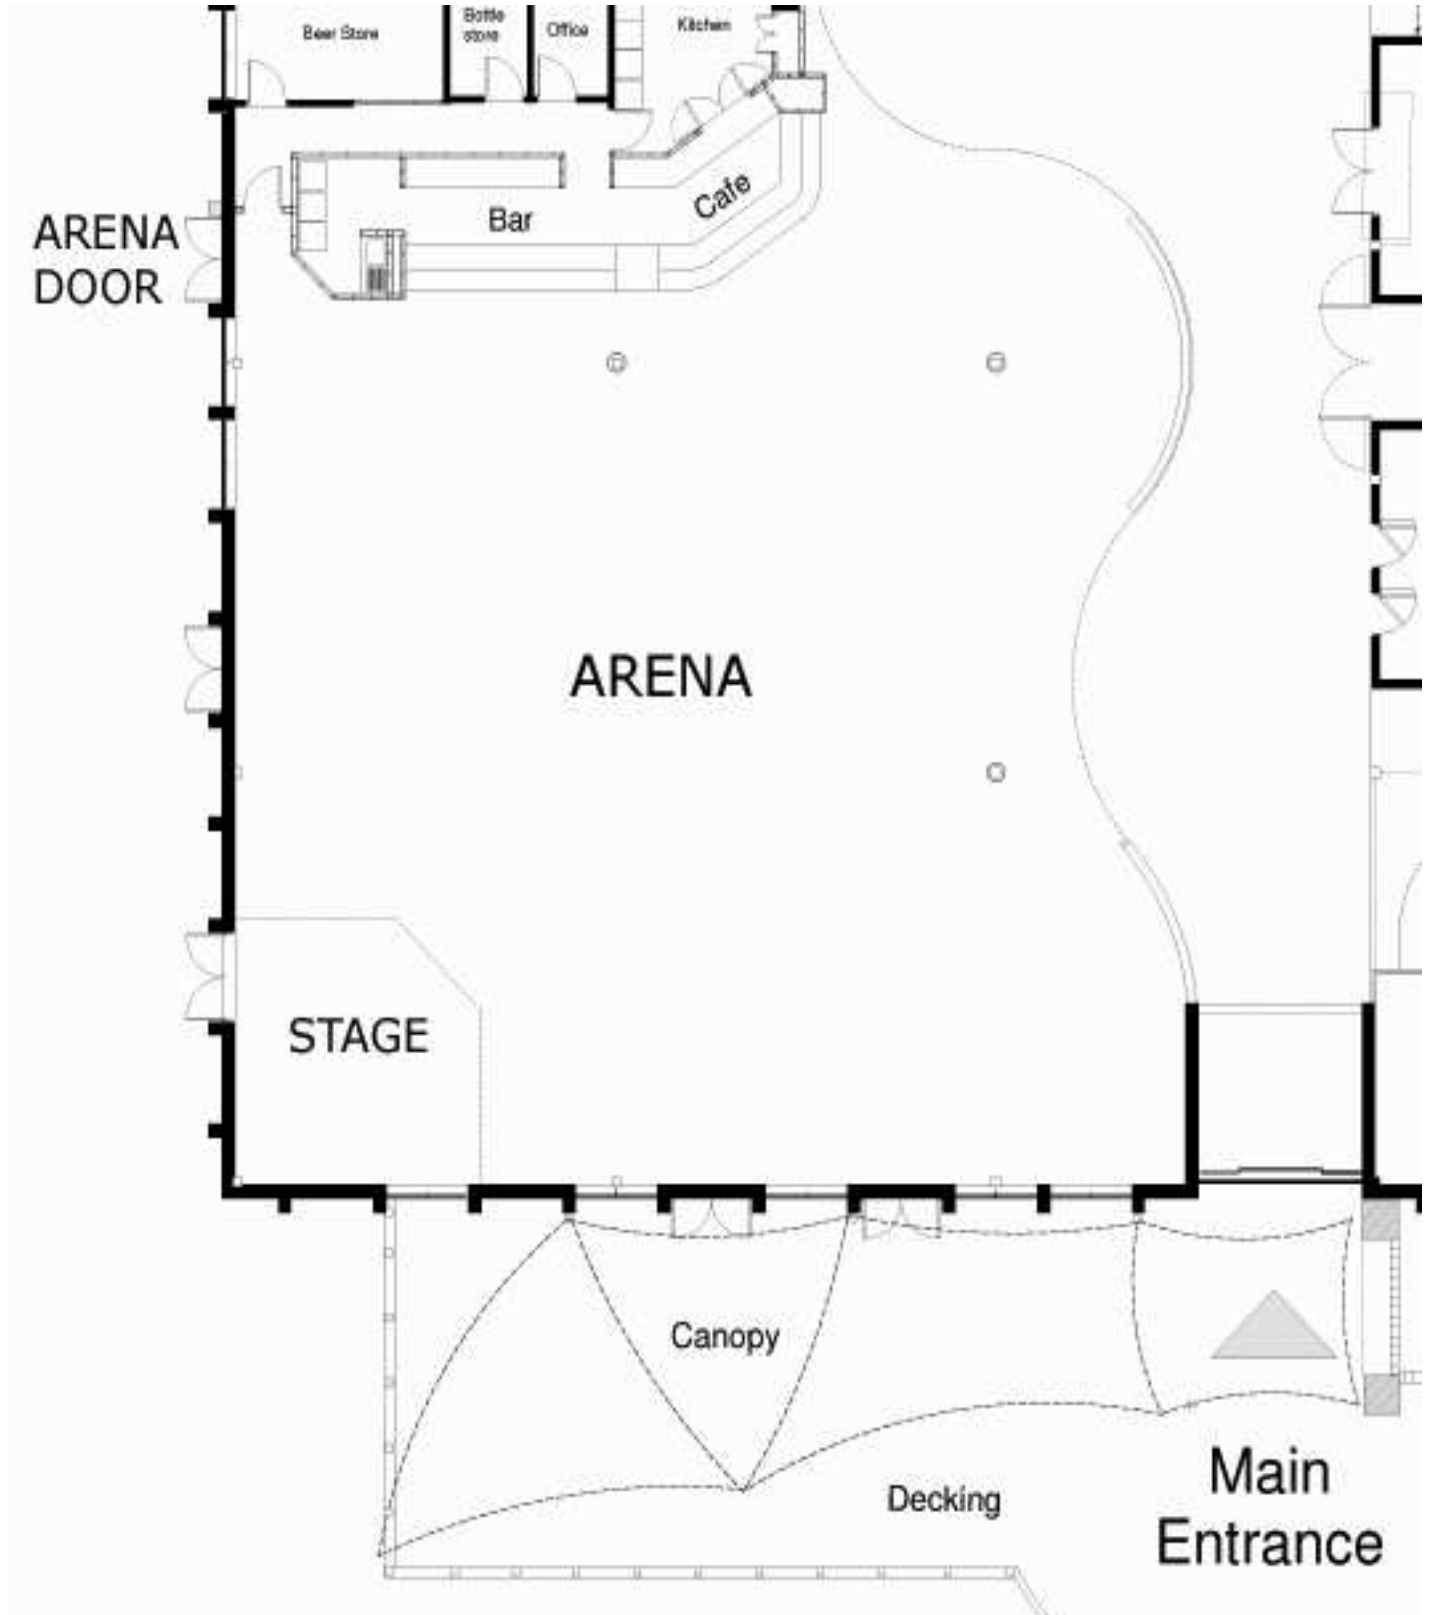 Beer Store
Bottle
store
Office
Kitchen
Cafe
Bar
ARENA
DOOR
ARENA
STAGE
Canopy
Decking
Main
Entrance